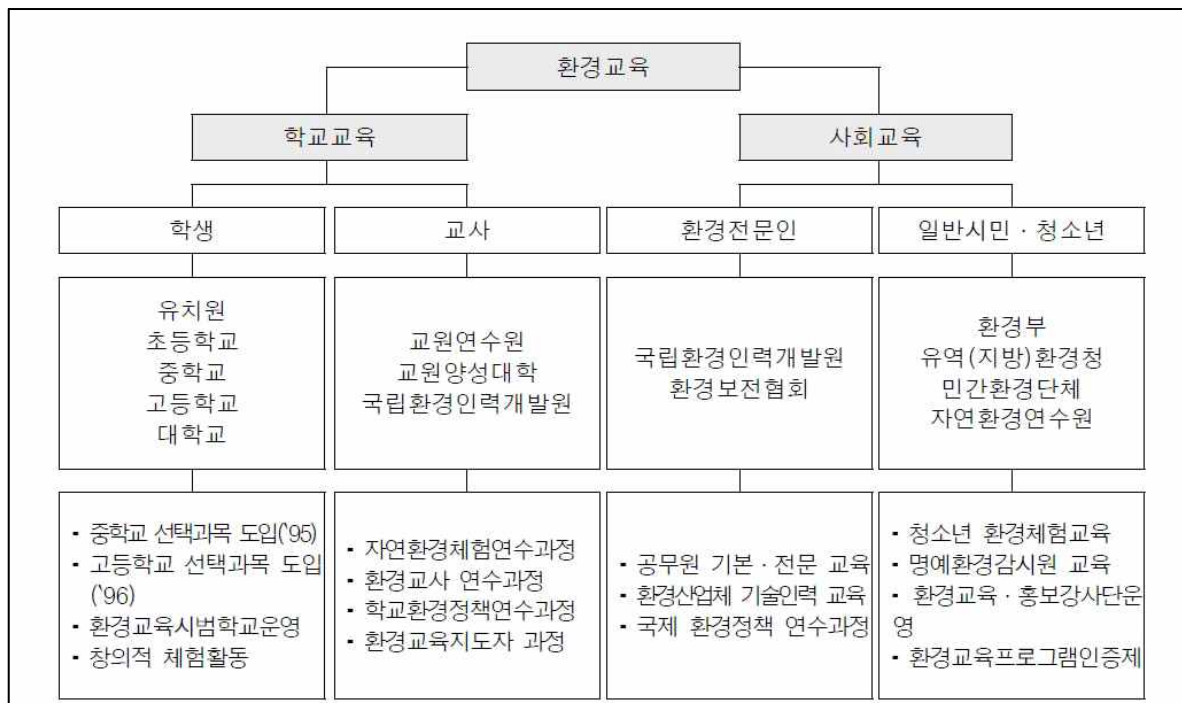 환경교육
학교교육
사회교육
학생
교사
환경전문인
일반시민 · 청소년
유치원
초등학교
중학교
고등학교
대학교
교원연수원
교원양성대학
국립환경인력개발원
국립환경인력개발원
환경보전협회
환경부
유역(지방)환경청
민간환경단체
자연환경연수원
- 중학교 선택과목 도입('95)
- 고등학교 선택과목 도입
('96)
- 환경교육시범학교운영
- 창의적 체험활동
- 자연환경체험연수과정
- 환경교사 연수과정
- 학교환경정책연수과정
- 환경교육지도자 과정
- 공무원 기본 · 전문 교육
- 환경산업체 기술인력 교육
- 국제 환경정책 연수과정
- 청소년 환경체험교육
- 명예환경감시원 교육
- 환경교육 · 홍보강사단운
영
- 환경교육프로그램인증제